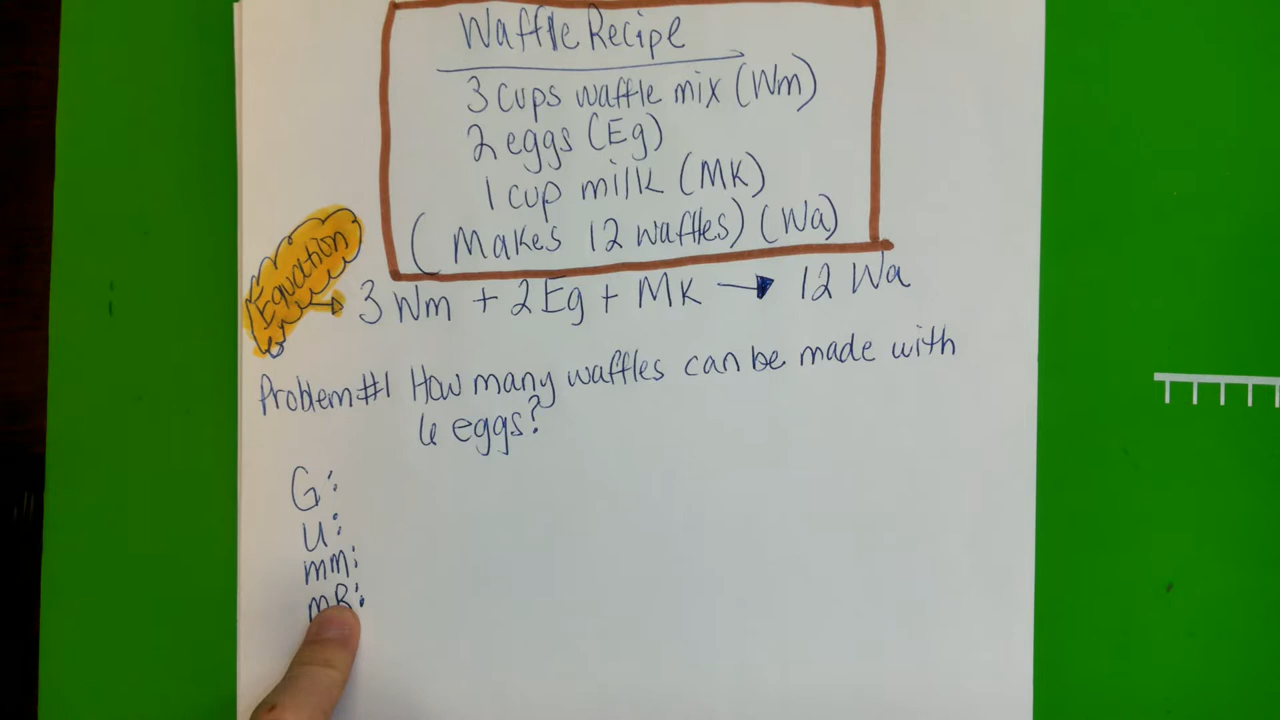 Waffle Recipe
3 cups waffle mix (Wm)
2 eggs (Eg)
1 cup milk (MK)
(Makes 12 waffles) (Wa)
Equation
3 Wm + 2 Eg + MK → 12 Wa
Problem #1 How many waffles can be made with
6 eggs?
G:
U:
mm:
mR: